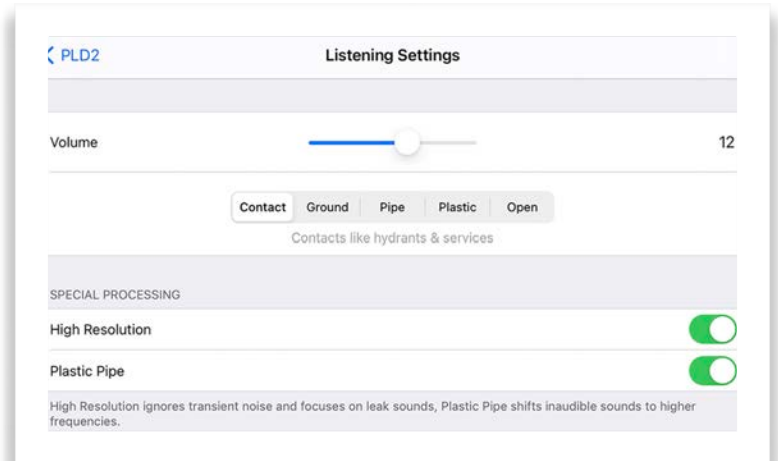 PLD2
Listening Settings
Volume
12
Contact Ground Pipe Plastic Open
Contacts like hydrants & services
SPECIAL PROCESSING
High Resolution
Plastic Pipe
High Resolution ignores transient noise and focuses on leak sounds, Plastic Pipe shifts inaudible sounds to higher
frequencies.